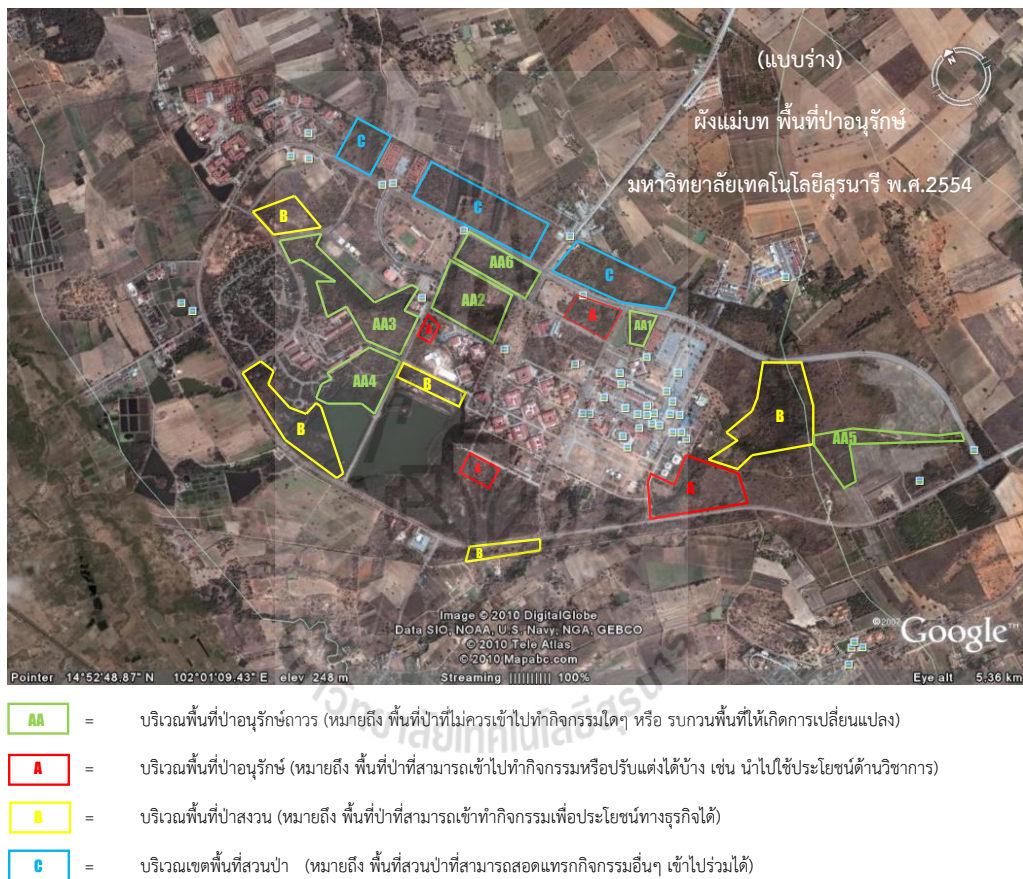 (แบบร่าง)
N
ผังแม่บท พื้นที่ป่าอนุรักษ์
มหาวิทยาลัยเทคโนโลยีสุรนารี พ.ศ.2554
C
C
B
AA6
C
AA2
A
AA1
AA3
A
AA4
B
B
B
AA5
A
A
B
Image © 2010 DigitalGlobe
Data SIO, NOAA, U.S. Navy, NGA, GEBCO
© 2010 Tele Atlas
© 2010 Mapabc.com
©2007 Google™
Pointer 14°52'48.87" N 102°01'09.43" E elev 248 m Streaming ||||||||| 100% Eye alt 5.36 km
AA = บริเวณพื้นที่ป่าอนุรักษ์ถาวร (หมายถึง พื้นที่ป่าที่ไม่ควรเข้าไปทำกิจกรรมใดๆ หรือ รบกวนพื้นที่ให้เกิดการเปลี่ยนแปลง)
A = บริเวณพื้นที่ป่าอนุรักษ์ (หมายถึง พื้นที่ป่าที่สามารถเข้าไปทำกิจกรรมหรือปรับแต่งได้บ้าง เช่น นำไปใช้ประโยชน์ด้านวิชาการ)
B = บริเวณพื้นที่ป่าสงวน (หมายถึง พื้นที่ป่าที่สามารถเข้าทำกิจกรรมเพื่อประโยชน์ทางธุรกิจได้)
C = บริเวณเขตพื้นที่สวนป่า (หมายถึง พื้นที่สวนป่าที่สามารถสอดแทรกกิจกรรมอื่นๆ เข้าไปร่วมได้)